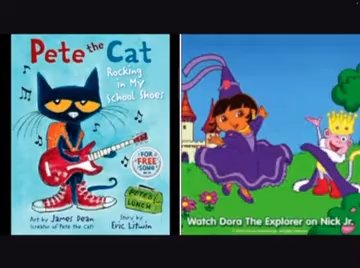 Pete the Cat
Rocking in My
School Shoes
FOR
FREE
SONG
PETE'S
LUNCH
Art by James Dean
(creator of Pete the Cat)
Story by
Eric Litwin
Watch Dora The Explorer on Nick Jr.